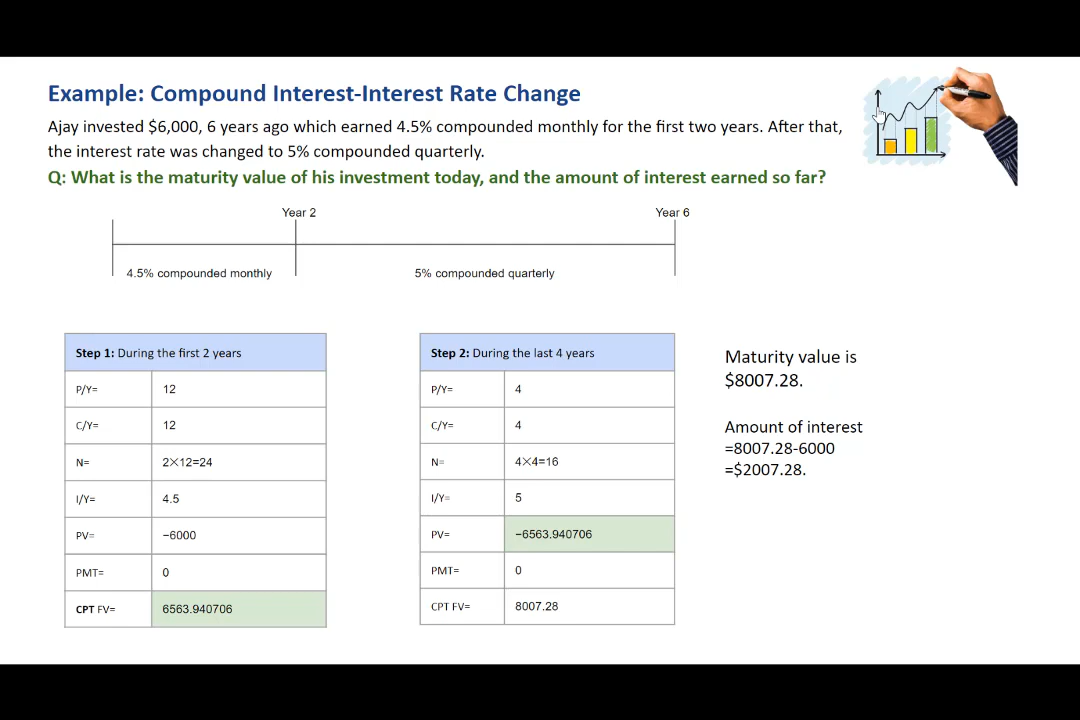 Example: Compound Interest-Interest Rate Change
Ajay invested $6,000, 6 years ago which earned 4.5% compounded monthly for the first two years. After that,
the interest rate was changed to 5% compounded quarterly.
Q: What is the maturity value of his investment today, and the amount of interest earned so far?
Year 2
Year 6
4.5% compounded monthly
5% compounded quarterly
Step 1: During the first 2 years
P/Y= 12
C/Y= 12
N= 2×12=24
I/Y= 4.5
PV= −6000
PMT= 0
CPT FV= 6563.940706
Step 2: During the last 4 years
P/Y= 4
C/Y= 4
N= 4×4=16
I/Y= 5
PV= −6563.940706
PMT= 0
CPT FV= 8007.28
Maturity value is
$8007.28.
Amount of interest
=8007.28-6000
=$2007.28.